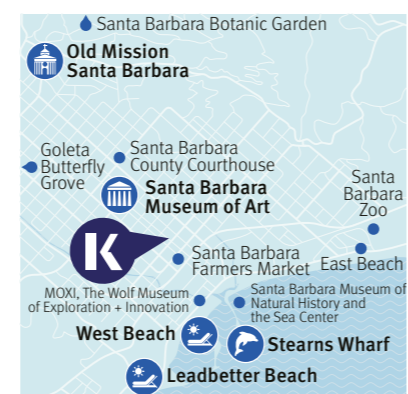 Santa Barbara Botanic Garden
Old Mission
Santa Barbara
Goleta
Butterfly
Grove
Santa Barbara
County Courthouse
Santa Barbara
Museum of Art
Santa
Barbara
Zoo
K
Santa Barbara
Farmers Market
East Beach
MOXI, The Wolf Museum
of Exploration + Innovation
Santa Barbara Museum of
Natural History and
the Sea Center
West Beach
Stearns Wharf
Leadbetter Beach